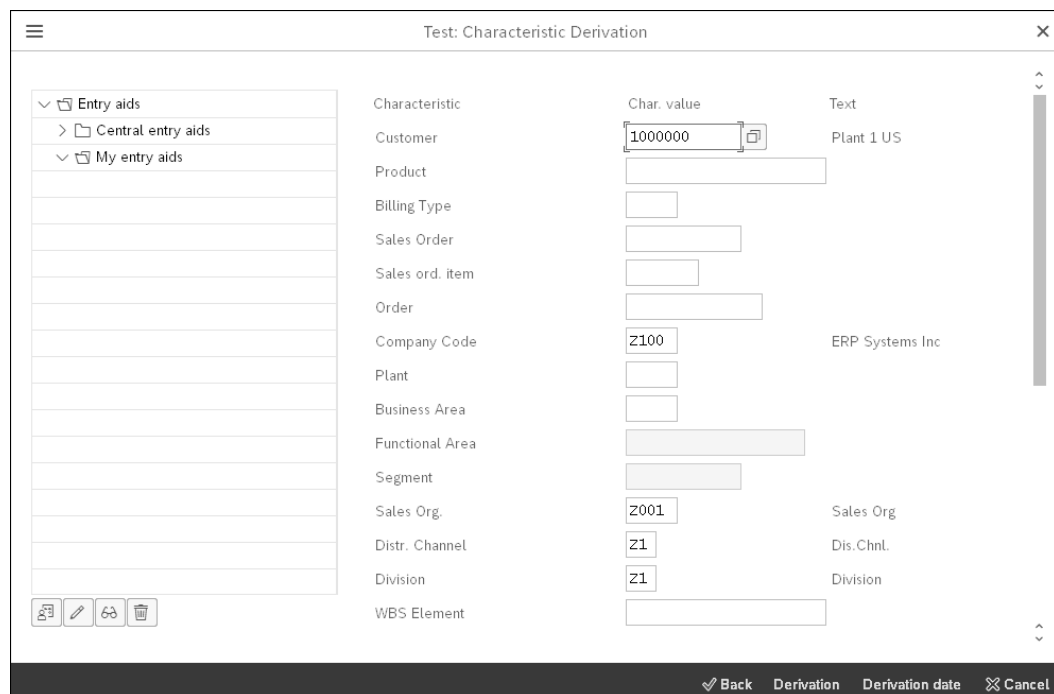 Test: Characteristic Derivation
Entry aids
Central entry aids
My entry aids
Characteristic Char. value Text
Customer 1000000 Plant 1 US
Product
Billing Type
Sales Order
Sales ord. item
Order
Company Code Z100 ERP Systems Inc
Plant
Business Area
Functional Area
Segment
Sales Org. Z001 Sales Org
Distr. Channel Z1 Dis.Chnl.
Division Z1 Division
WBS Element
Back Derivation Derivation date Cancel